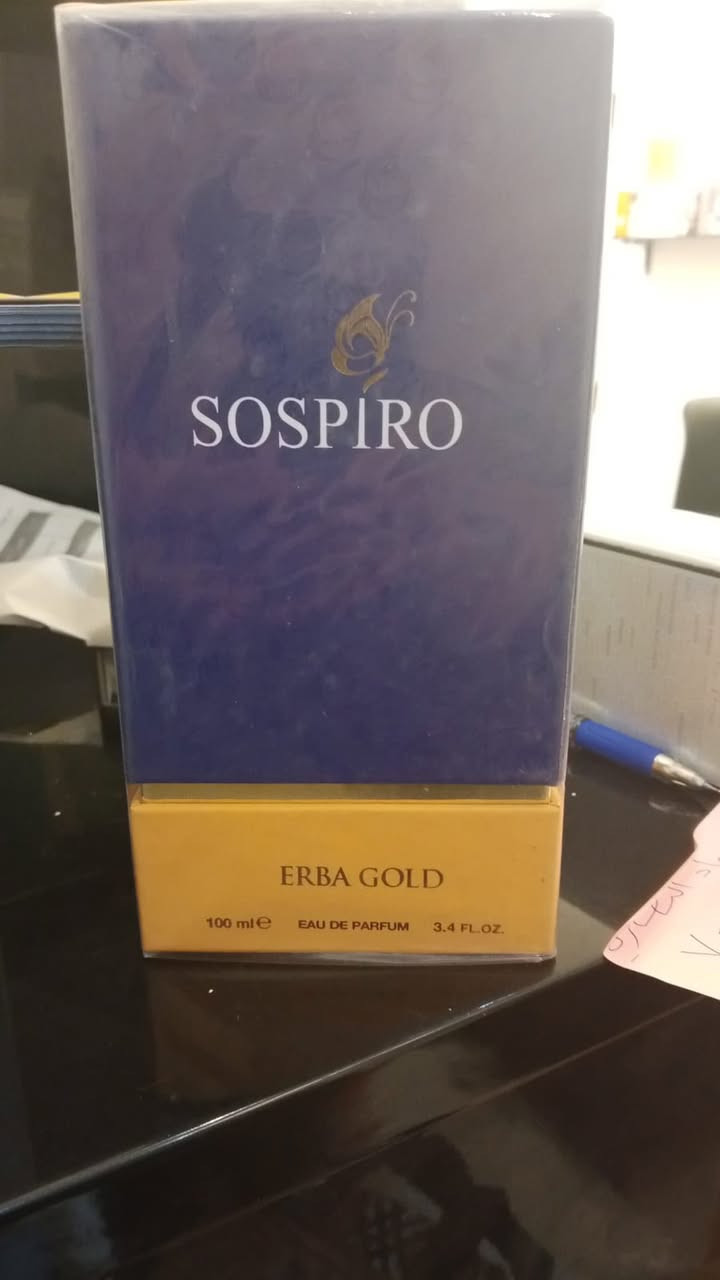 SOSPIRO
ERBA GOLD
100 ml ℮ EAU DE PARFUM 3.4 FL.OZ.